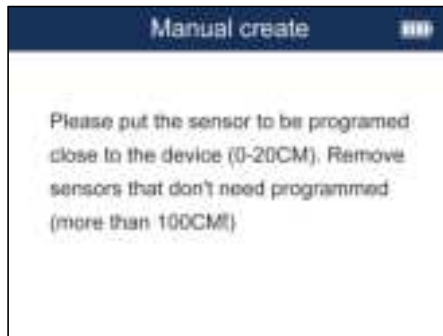 Manual create
Please put the sensor to be programed
close to the device (0-20CM). Remove
sensors that don't need programmed
(more than 100CM!)